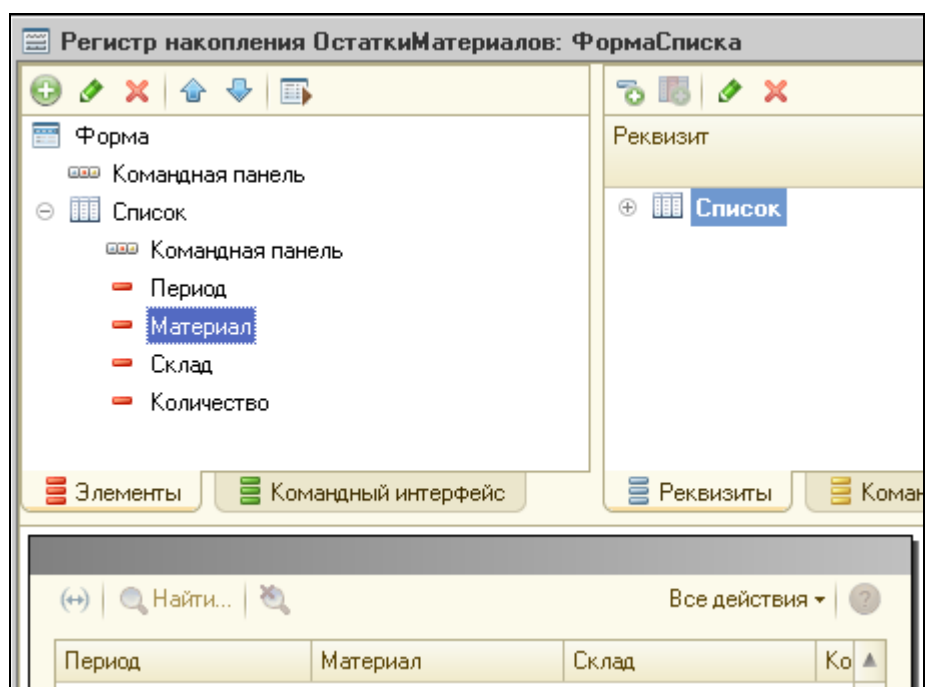 Регистр накопления ОстаткиМатериалов: ФормаСписка
Форма
Командная панель
Список
Командная панель
Период
Материал
Склад
Количество
Элементы
Командный интерфейс
Реквизит
Список
Реквизиты
Коман
Найти...
Все действия
?
Период
Материал
Склад
Ко